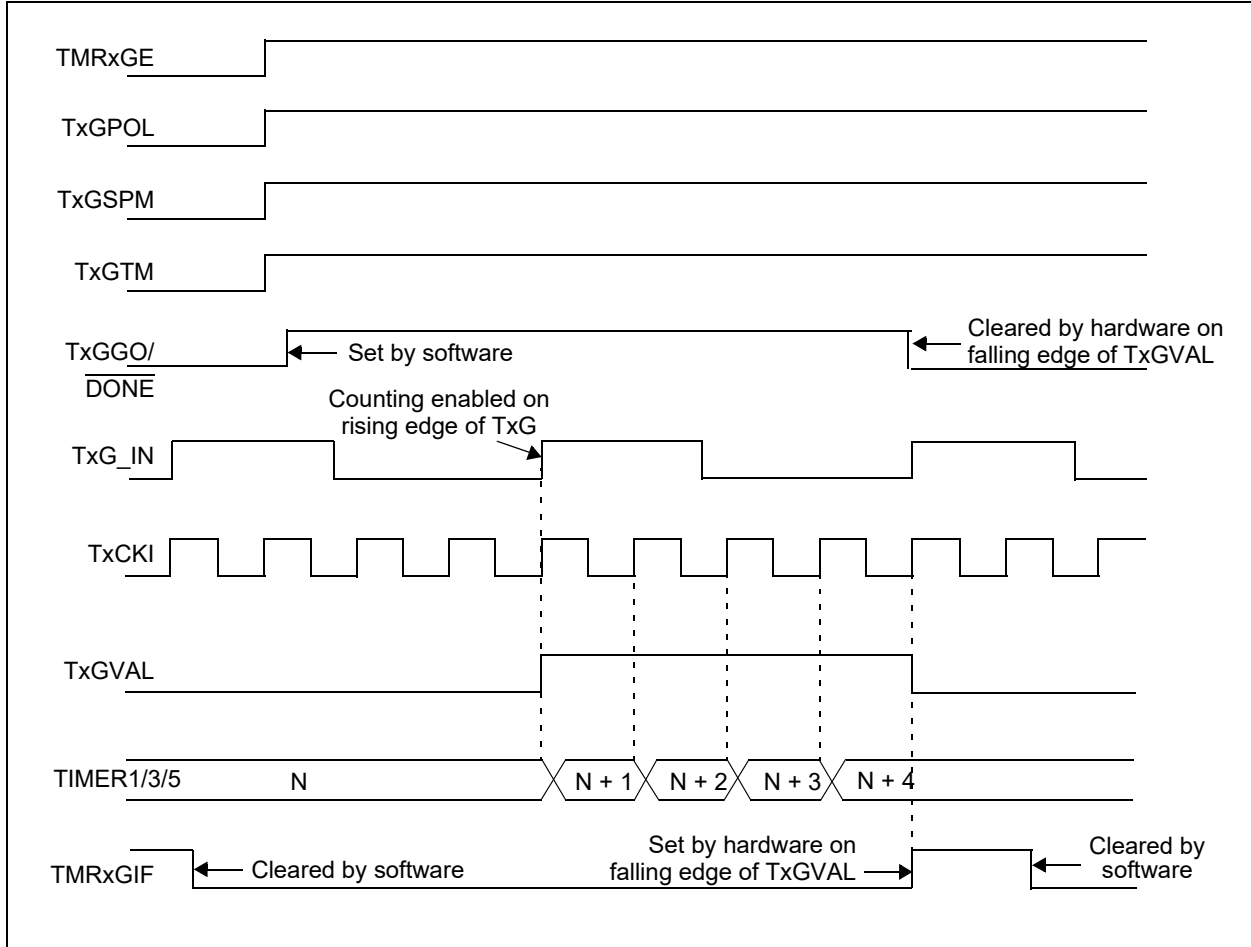 TMRxGE
TxGPOL
TxGSPM
TxGTM
TxGGO/
DONE
Set by software
Cleared by hardware on
falling edge of TxGVAL
Counting enabled on
rising edge of TxG
TxG_IN
TxCKI
TxGVAL
TIMER1/3/5
N
N + 1
N + 2
N + 3
N + 4
TMRxGIF
Cleared by software
Set by hardware on
falling edge of TxGVAL
Cleared by
software